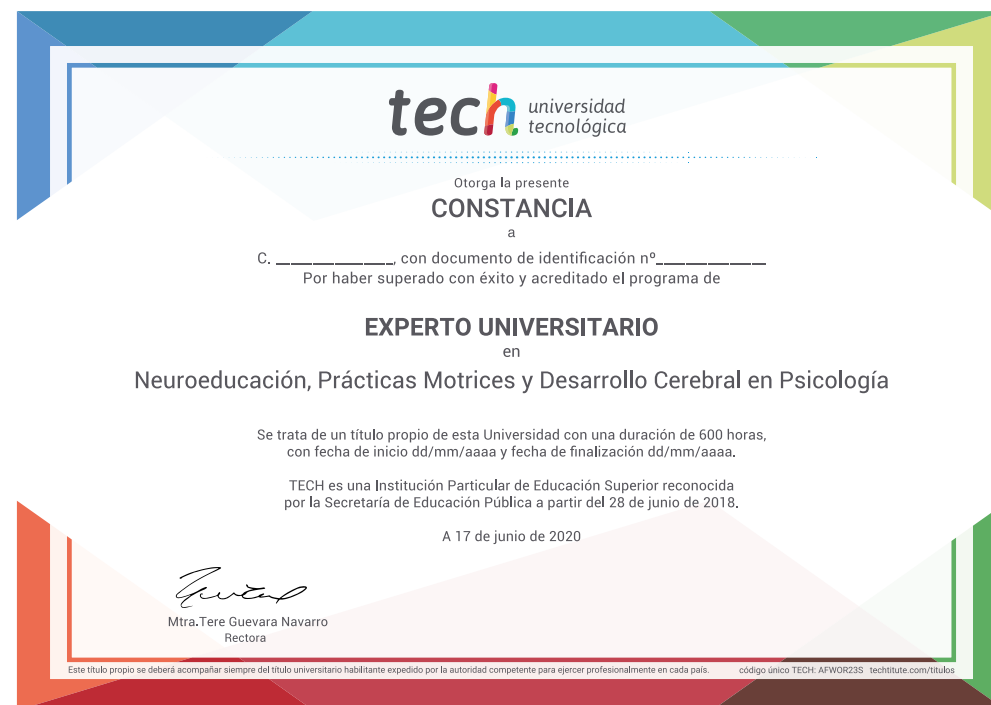 tech universidad
tecnológica
Otorga la presente
CONSTANCIA
a
C. ________________, con documento de identificación nº_______________
Por haber superado con éxito y acreditado el programa de
EXPERTO UNIVERSITARIO
en
Neuroeducación, Prácticas Motrices y Desarrollo Cerebral en Psicología
Se trata de un título propio de esta Universidad con una duración de 600 horas,
con fecha de inicio dd/mm/aaaa y fecha de finalización dd/mm/aaaa.
TECH es una Institución Particular de Educación Superior reconocida
por la Secretaría de Educación Pública a partir del 28 de junio de 2018.
A 17 de junio de 2020
Mtra.Tere Guevara Navarro
Rectora
Este título propio se deberá acompañar siempre del título universitario habilitante expedido por la autoridad competente para ejercer profesionalmente en cada país. código único TECH: AFWOR23S techtitute.com/titulos